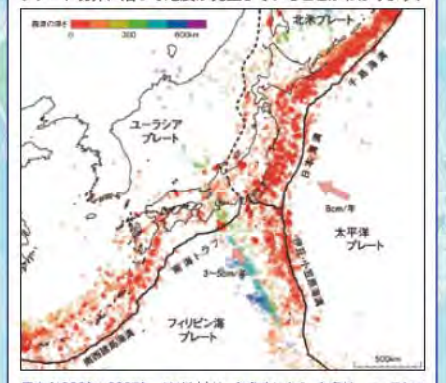 震源の深さ
0 300 600km
北米プレート
千島海溝
ユーラシア
プレート
日本海溝
8cm/年
太平洋
プレート
伊豆・小笠原海溝
南海トラフ
3~5cm/年
フィリピン海
プレート
南西諸島海溝
500km